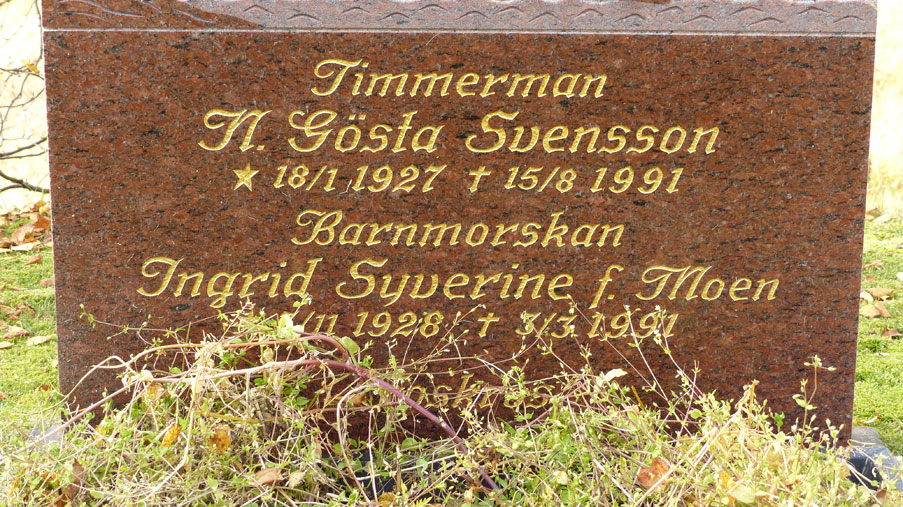 Timmerman
N. Gösta Svensson
★ 18/1 1927 † 15/8 1991
Barnmorskan
Ingrid Syverine f. Moen
/11 1928 † 3/3 1991